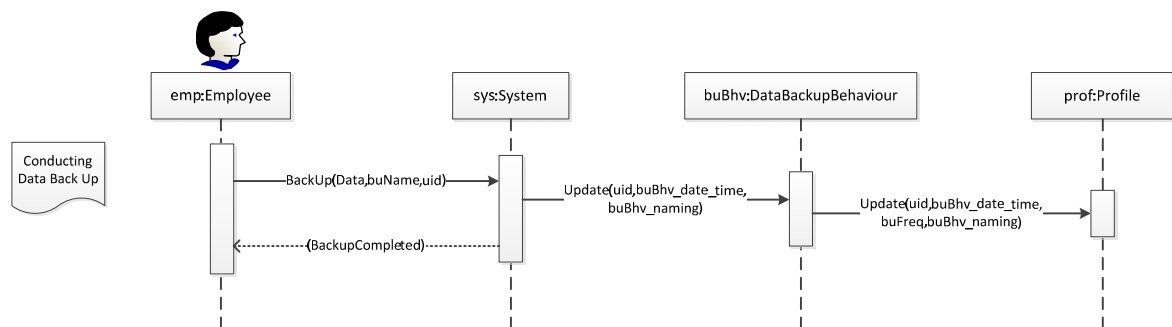 emp:Employee
sys:System
buBhv:DataBackupBehaviour
prof:Profile
Conducting
Data Back Up
BackUp(Data,buName,uid)
Update(uid,buBhv_date_time,
buBhv_naming)
Update(uid,buBhv_date_time,
buFreq,buBhv_naming)
(BackupCompleted)